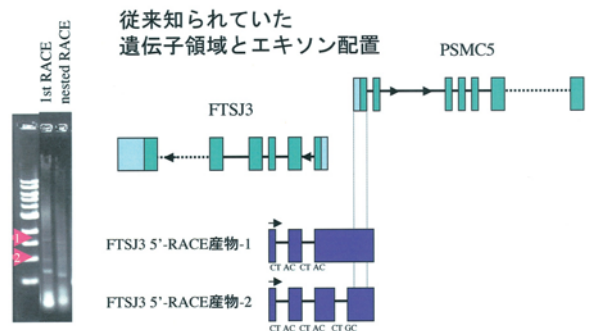 従来知られていた
遺伝子領域とエキソン配置
1st RACE
nested RACE
PSMC5
FTSJ3
1
2
FTSJ3 5'-RACE産物-1
CT AC CT AC
FTSJ3 5'-RACE産物-2
CT AC CT AC CT GC